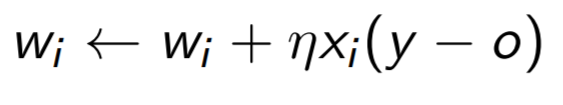 wᵢ ← wᵢ + ηxᵢ(y − o)